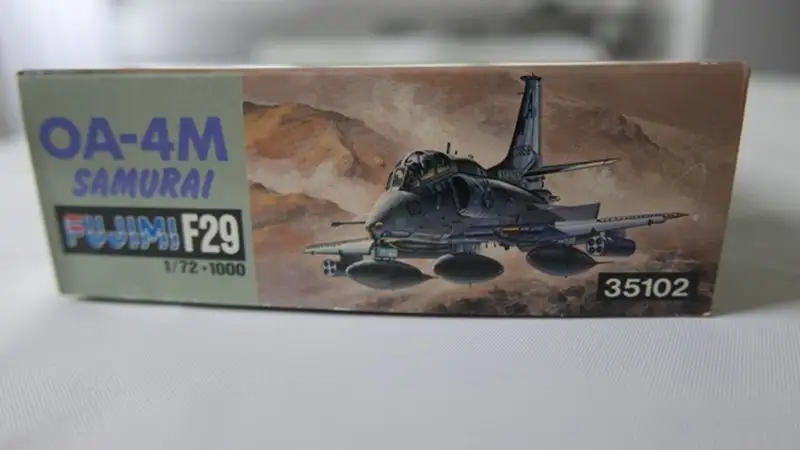 OA-4M
SAMURAI
FUJIMI F29
1/72・1000
35102
A